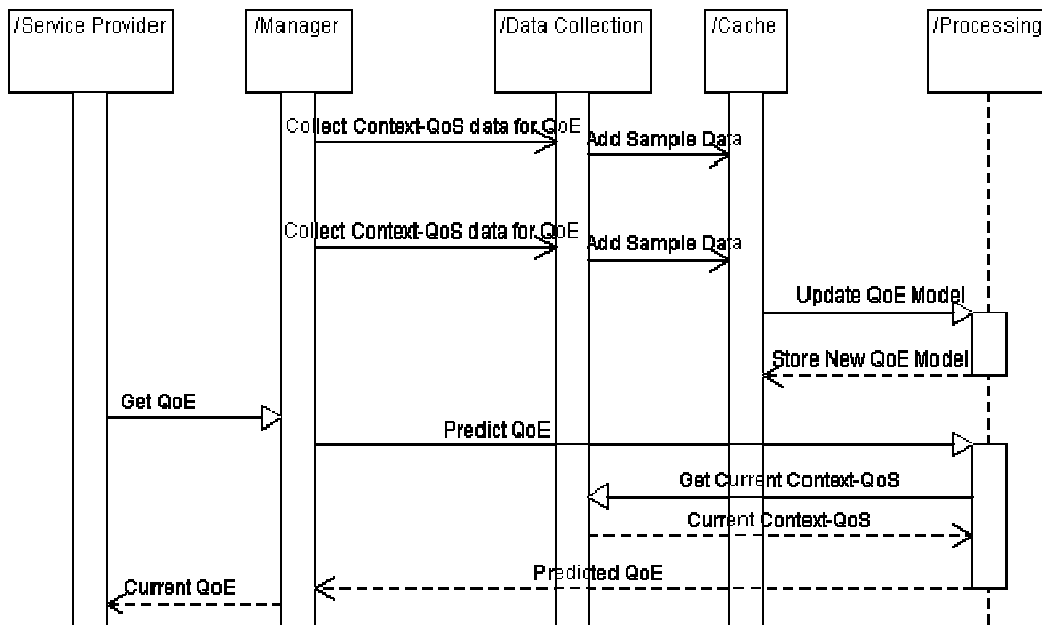 /Service Provider
/Manager
/Data Collection
/Cache
/Processing
Collect Context-QoS data for QoE
Add Sample Data
Collect Context-QoS data for QoE
Add Sample Data
Update QoE Model
Store New QoE Model
Get QoE
Predict QoE
Get Current Context-QoS
Current Context-QoS
Predicted QoE
Current QoE